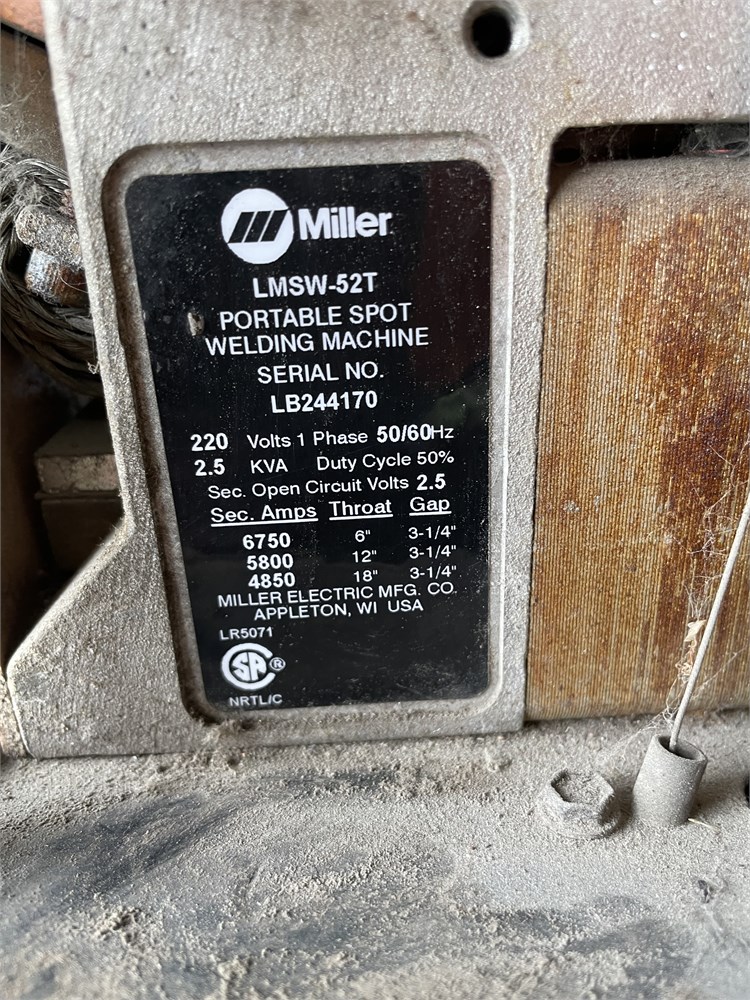 Miller
LMSW-52T
PORTABLE SPOT
WELDING MACHINE
SERIAL NO.
LB244170
220 Volts 1 Phase 50/60Hz
2.5 KVA Duty Cycle 50%
Sec. Open Circuit Volts 2.5
Sec. Amps Throat Gap
6750 6" 3-1/4"
5800 12" 3-1/4"
4850 18" 3-1/4"
MILLER ELECTRIC MFG. CO.
APPLETON, WI USA
LR5071
SA ®
NRTL/C